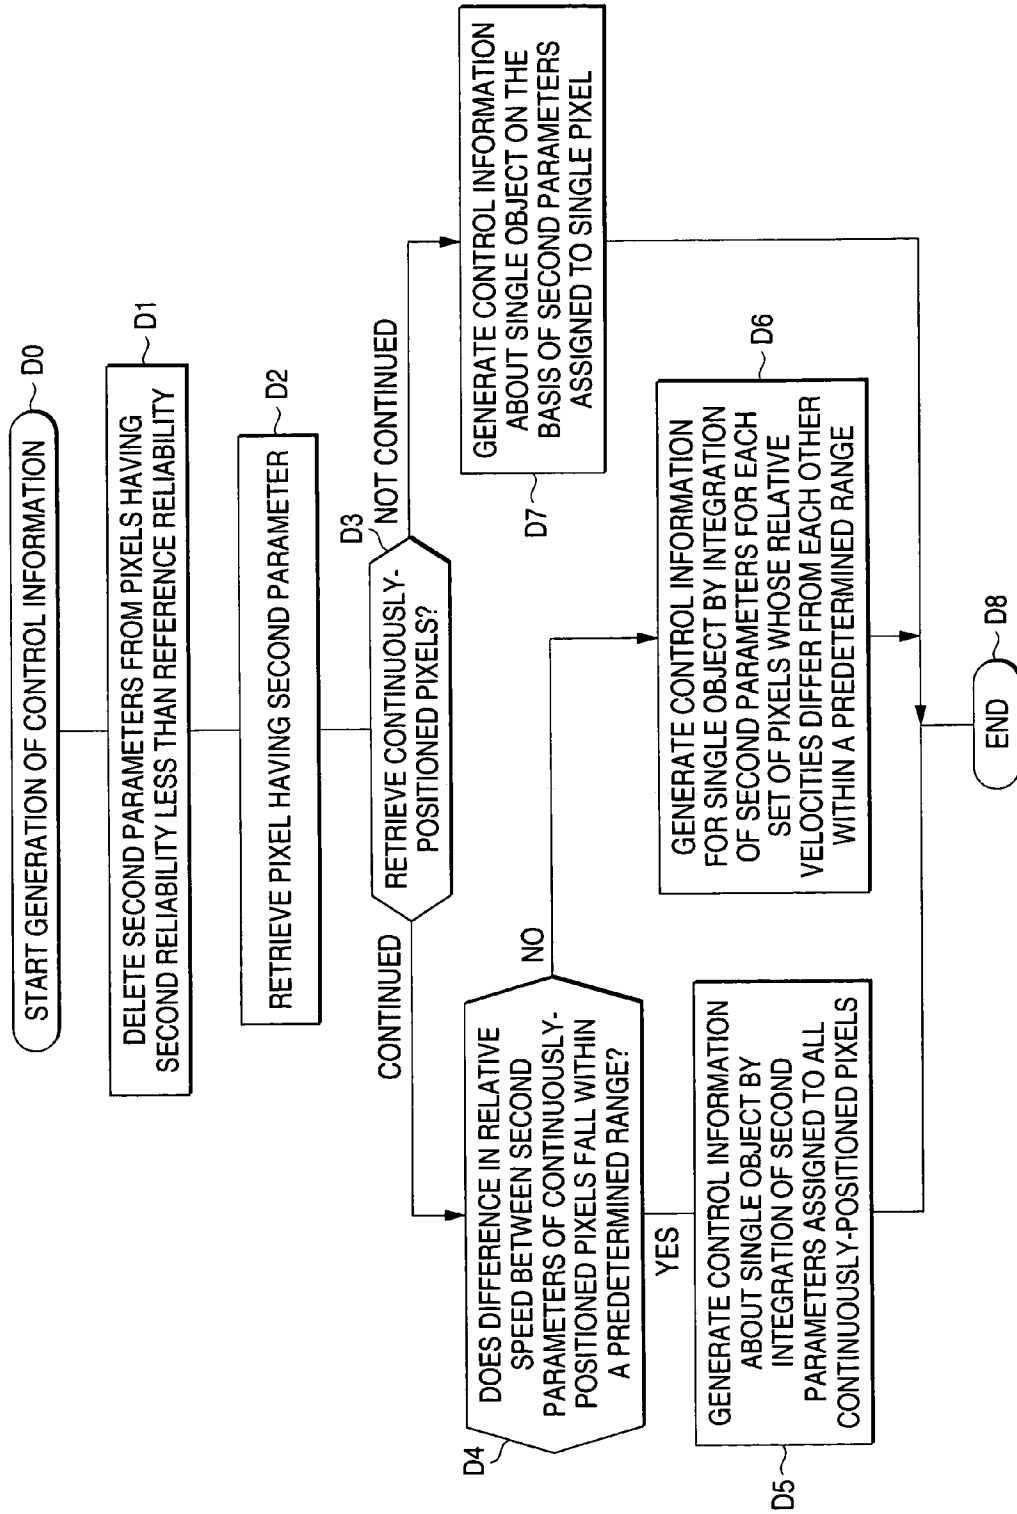 START GENERATION OF CONTROL INFORMATION
D0
DELETE SECOND PARAMETERS FROM PIXELS HAVING
SECOND RELIABILITY LESS THAN REFERENCE RELIABILITY
D1
RETRIEVE PIXEL HAVING SECOND PARAMETER
D2
RETRIEVE CONTINUOUSLY-
POSITIONED PIXELS?
D3
CONTINUED
NOT CONTINUED
DOES DIFFERENCE IN RELATIVE
SPEED BETWEEN SECOND
PARAMETERS OF CONTINUOUSLY-
POSITIONED PIXELS FALL WITHIN
A PREDETERMINED RANGE?
D4
NO
YES
GENERATE CONTROL INFORMATION
ABOUT SINGLE OBJECT ON THE
BASIS OF SECOND PARAMETERS
ASSIGNED TO SINGLE PIXEL
D7
GENERATE CONTROL INFORMATION
ABOUT SINGLE OBJECT BY
INTEGRATION OF SECOND
PARAMETERS ASSIGNED TO ALL
CONTINUOUSLY-POSITIONED PIXELS
D5
GENERATE CONTROL INFORMATION
FOR SINGLE OBJECT BY INTEGRATION
OF SECOND PARAMETERS FOR EACH
SET OF PIXELS WHOSE RELATIVE
VELOCITIES DIFFER FROM EACH OTHER
WITHIN A PREDETERMINED RANGE
D6
END
D8